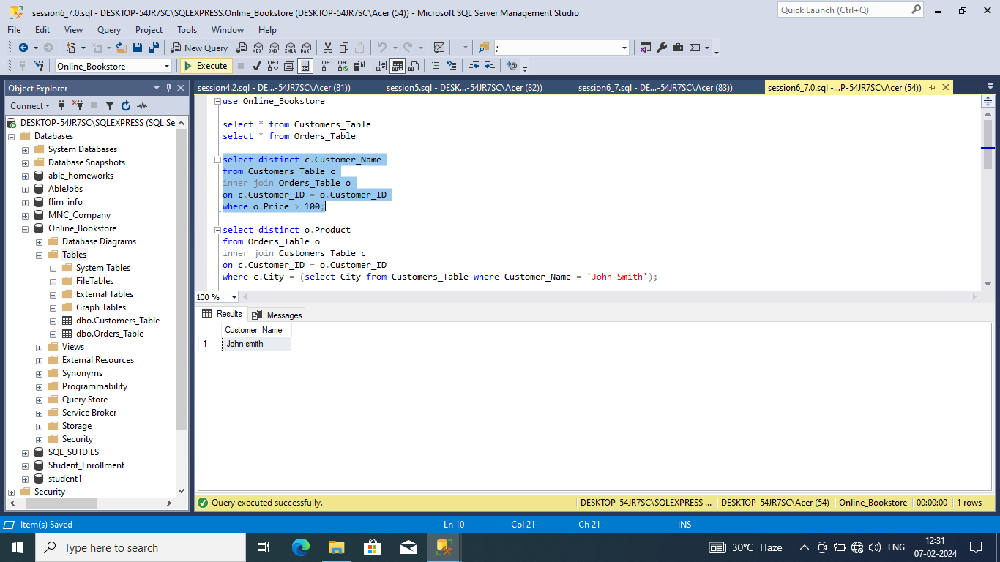 session6_7.0.sql - DESKTOP-54JR7SC\SQLEXPRESS.Online_Bookstore (DESKTOP-54JR7SC\Acer (54)) - Microsoft SQL Server Management Studio
Quick Launch (Ctrl+Q)
File Edit View Query Project Tools Window Help
New Query MDX DMX XMLA DAX ;
Online_Bookstore Execute
Object Explorer
session4.2.sql - DE...-54JR7SC\Acer (81)) session5.sql - DESK...-54JR7SC\Acer (82)) session6_7.sql - DE...-54JR7SC\Acer (83)) session6_7.0.sql -...P-54JR7SC\Acer (54))
Connect
DESKTOP-54JR7SC\SQLEXPRESS (SQL Se
Databases
System Databases
Database Snapshots
able_homeworks
AbleJobs
flim_info
MNC_Company
Online_Bookstore
Database Diagrams
Tables
System Tables
FileTables
External Tables
Graph Tables
dbo.Customers_Table
dbo.Orders_Table
Views
External Resources
Synonyms
Programmability
Query Store
Service Broker
Storage
Security
SQL_SUTDIES
Student_Enrollment
student1
Security
use Online_Bookstore
select * from Customers_Table
select * from Orders_Table
select distinct c.Customer_Name
from Customers_Table c
inner join Orders_Table o
on c.Customer_ID = o.Customer_ID
where o.Price > 100;
select distinct o.Product
from Orders_Table o
inner join Customers_Table c
on c.Customer_ID = o.Customer_ID
where c.City = (select City from Customers_Table where Customer_Name = 'John Smith');
100 %
Results Messages
Customer_Name
1 John smith
Query executed successfully. DESKTOP-54JR7SC\SQLEXPRESS ... DESKTOP-54JR7SC\Acer (54) Online_Bookstore 00:00:00 1 rows
Item(s) Saved Ln 10 Col 21 Ch 21 INS
Type here to search 30°C Haze ENG 12:31
07-02-2024